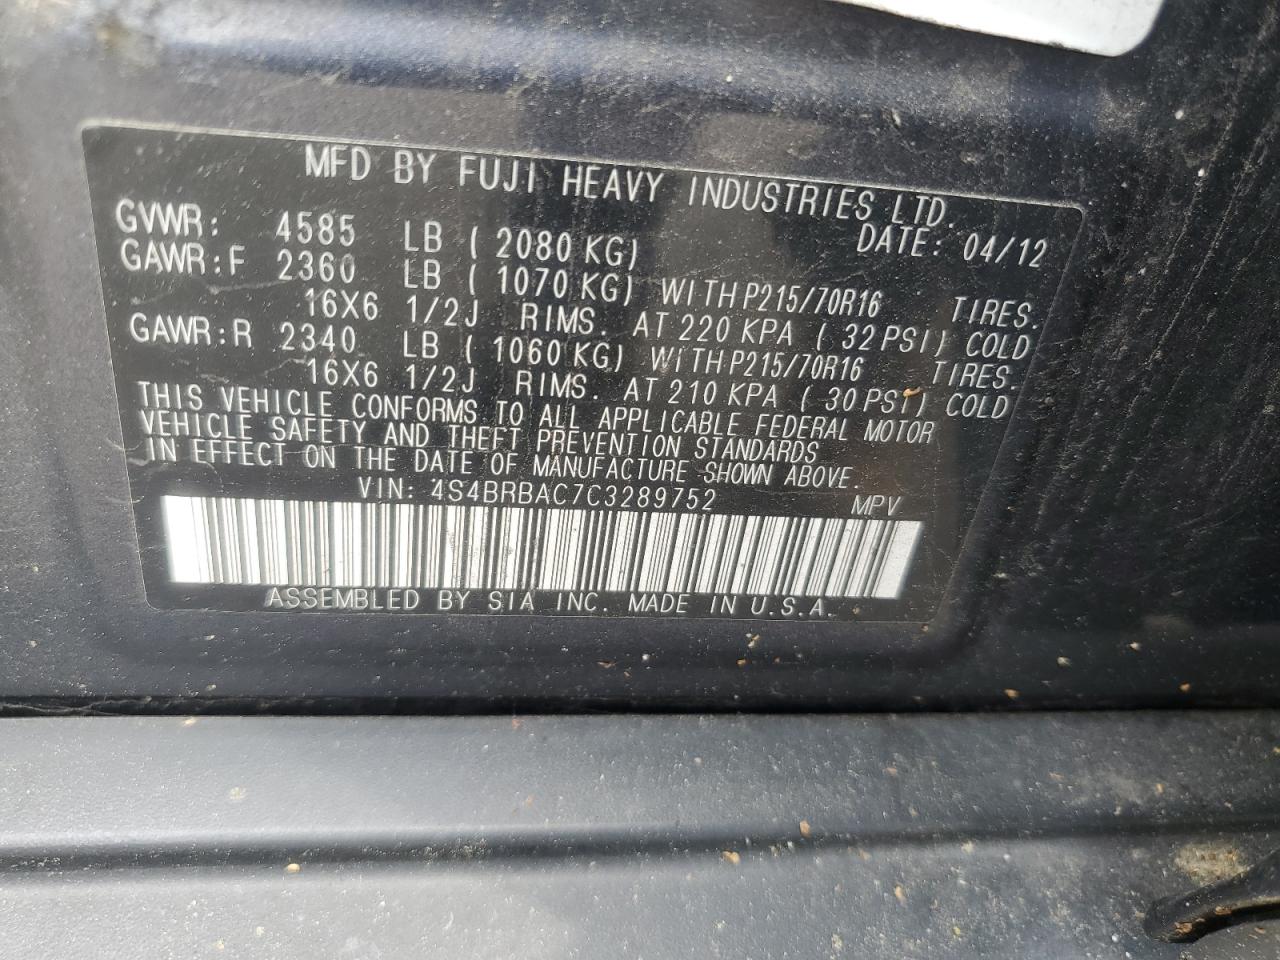 MFD BY FUJI HEAVY INDUSTRIES LTD.
DATE: 04/12
GVWR: 4585 LB ( 2080 KG)
GAWR: F 2360 LB ( 1070 KG) WITH P215/70R16 TIRES.
16X6 1/2J RIMS. AT 220 KPA ( 32 PSI) COLD
GAWR: R 2340 LB ( 1060 KG) WITH P215/70R16 TIRES.
16X6 1/2J RIMS. AT 210 KPA ( 30 PSI) COLD
THIS VEHICLE CONFORMS TO ALL APPLICABLE FEDERAL MOTOR
VEHICLE SAFETY AND THEFT PREVENTION STANDARDS
IN EFFECT ON THE DATE OF MANUFACTURE SHOWN ABOVE.
VIN: 4S4BRBAC7C3289752 MPV
ASSEMBLED BY SIA INC. MADE IN U.S.A.